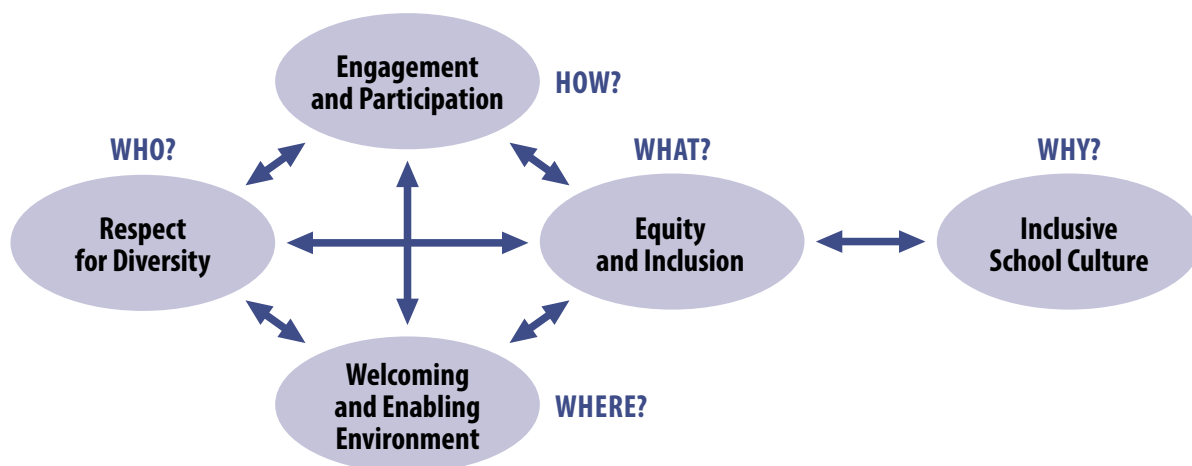 Engagement
and Participation
HOW?
WHO?
Respect
for Diversity
WHAT?
Equity
and Inclusion
WHY?
Inclusive
School Culture
Welcoming
and Enabling
Environment
WHERE?